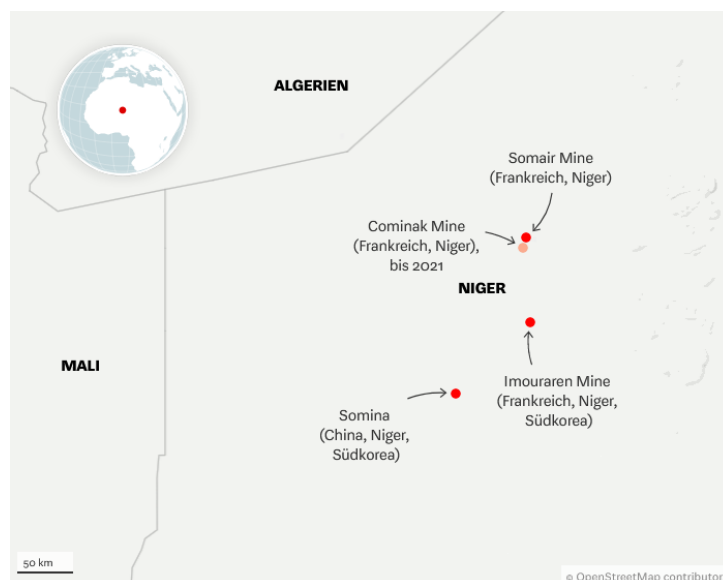 ALGERIEN
Somair Mine
(Frankreich, Niger)
Cominak Mine
(Frankreich, Niger),
bis 2021
NIGER
MALI
Imouraren Mine
(Frankreich, Niger,
Südkorea)
Somina
(China, Niger,
Südkorea)
50 km
© OpenStreetMap contributor